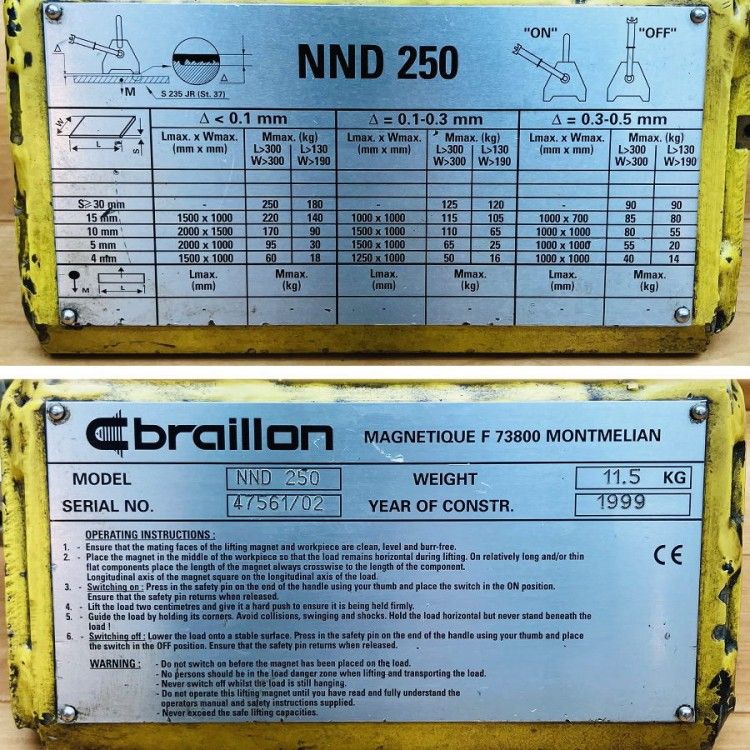 NND 250
"ON"
"OFF"
Δ
Δ
M
S 235 JR (St. 37)
W
L
S
Δ < 0.1 mm
Δ = 0.1-0.3 mm
Δ = 0.3-0.5 mm
Lmax. x Wmax. (mm x mm) Mmax. (kg) Lmax. x Wmax. (mm x mm) Mmax. (kg) Lmax. x Wmax. (mm x mm) Mmax. (kg)
L>300 L>130 L>300 L>130 L>300 L>130
W>300 W>190 W>300 W>190 W>300 W>190
S≥30 mm - 250 180 - 125 120 - 90 90
15 mm 1500 x 1000 220 140 1000 x 1000 115 105 1000 x 700 85 80
10 mm 2000 x 1500 170 90 1500 x 1000 110 65 1000 x 1000 80 55
5 mm 2000 x 1000 95 30 1500 x 1000 65 25 1000 x 1000 55 20
4 mm 1500 x 1000 60 18 1250 x 1000 50 16 1000 x 1000 40 14
M L Lmax. (mm) Mmax. (kg) Lmax. (mm) Mmax. (kg) Lmax. (mm) Mmax. (kg)
- - - - - -
braillon MAGNETIQUE F 73800 MONTMELIAN
MODEL NND 250 WEIGHT 11.5 KG
SERIAL NO. 47561/02 YEAR OF CONSTR. 1999
CE
OPERATING INSTRUCTIONS :
1. - Ensure that the mating faces of the lifting magnet and workpiece are clean, level and burr-free.
2. - Place the magnet in the middle of the workpiece so that the load remains horizontal during lifting. On relatively long and/or thin
flat components place the length of the magnet always crosswise to the length of the component.
Longitudinal axis of the magnet square on the longitudinal axis of the load.
3. - Switching on : Press in the safety pin on the end of the handle using your thumb and place the switch in the ON position.
Ensure that the safety pin returns when released.
4. - Lift the load two centimetres and give it a hard push to ensure it is being held firmly.
5. - Guide the load by holding its corners. Avoid collisions, swinging and shocks. Hold the load horizontal but never stand beneath the
load !
6. - Switching off : Lower the load onto a stable surface. Press in the safety pin on the end of the handle using your thumb and place
the switch in the OFF position. Ensure that the safety pin returns when released.
WARNING : - Do not switch on before the magnet has been placed on the load.
- No persons should be in the load danger zone when lifting and transporting the load.
- Never switch off whilst the load is still hanging.
- Do not operate this lifting magnet until you have read and fully understand the
operators manual and safety instructions supplied.
- Never exceed the safe lifting capacities.